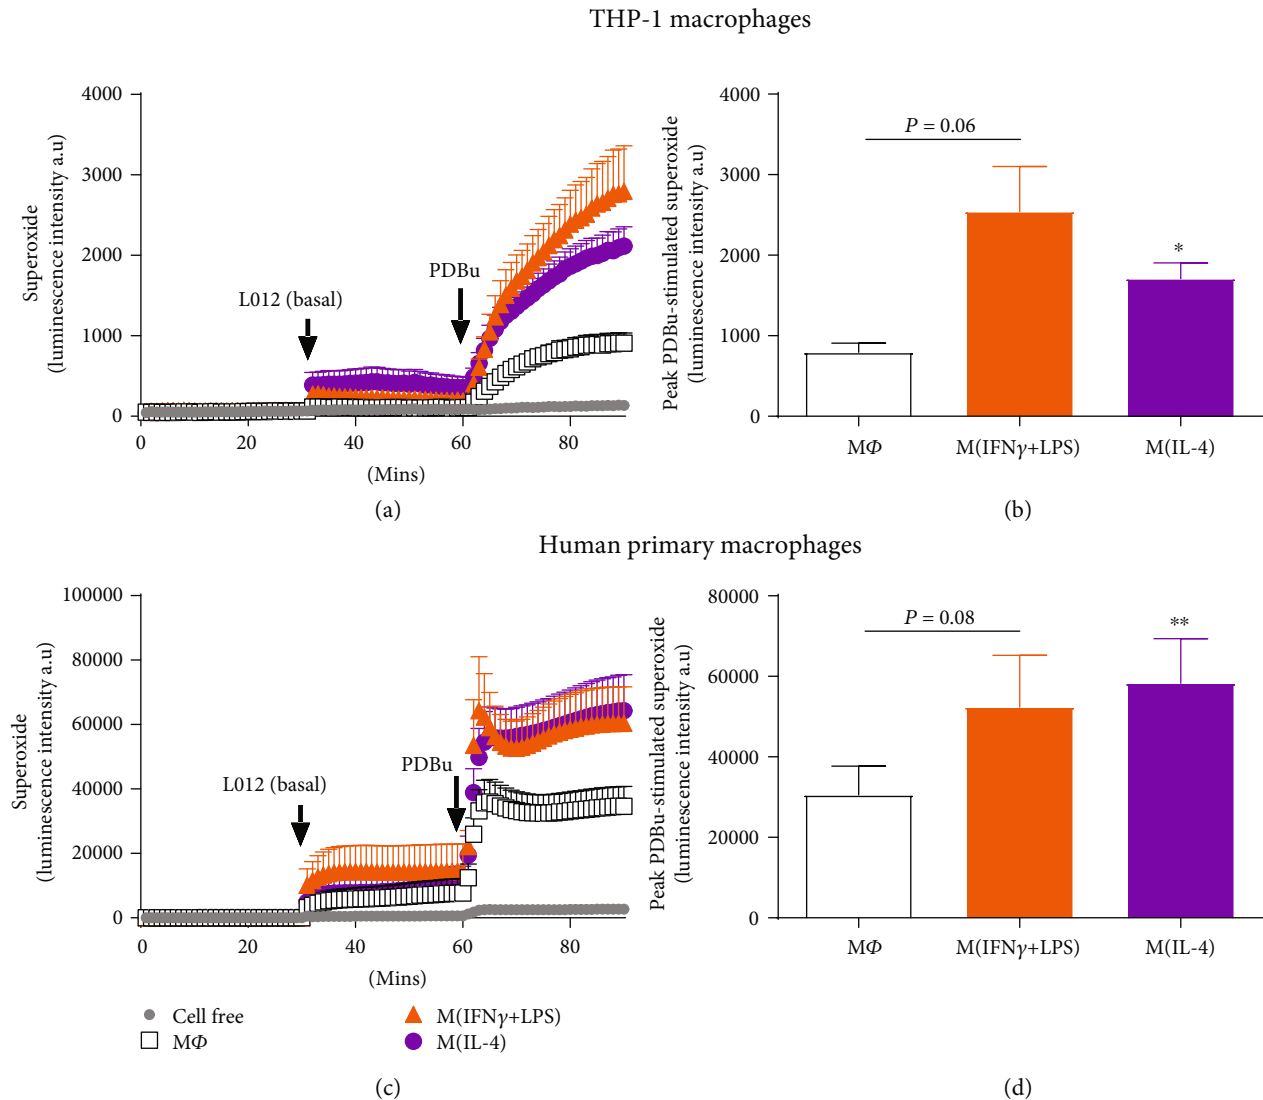 THP-1 macrophages
Superoxide
(luminescence intensity a.u)
4000
3000
2000
1000
0
L012 (basal)
PDBu
0
20
40
60
80
(Mins)
(a)
Peak PDBu-stimulated superoxide
(luminescence intensity a.u)
4000
3000
2000
1000
0
P = 0.06
*
MΦ
M(IFNγ+LPS)
M(IL-4)
(b)
Human primary macrophages
Superoxide
(luminescence intensity a.u)
100000
80000
60000
40000
20000
0
L012 (basal)
PDBu
0
20
40
60
80
(Mins)
Cell free
MΦ
M(IFNγ+LPS)
M(IL-4)
(c)
Peak PDBu-stimulated superoxide
(luminescence intensity a.u)
80000
60000
40000
20000
0
P = 0.08
**
MΦ
M(IFNγ+LPS)
M(IL-4)
(d)